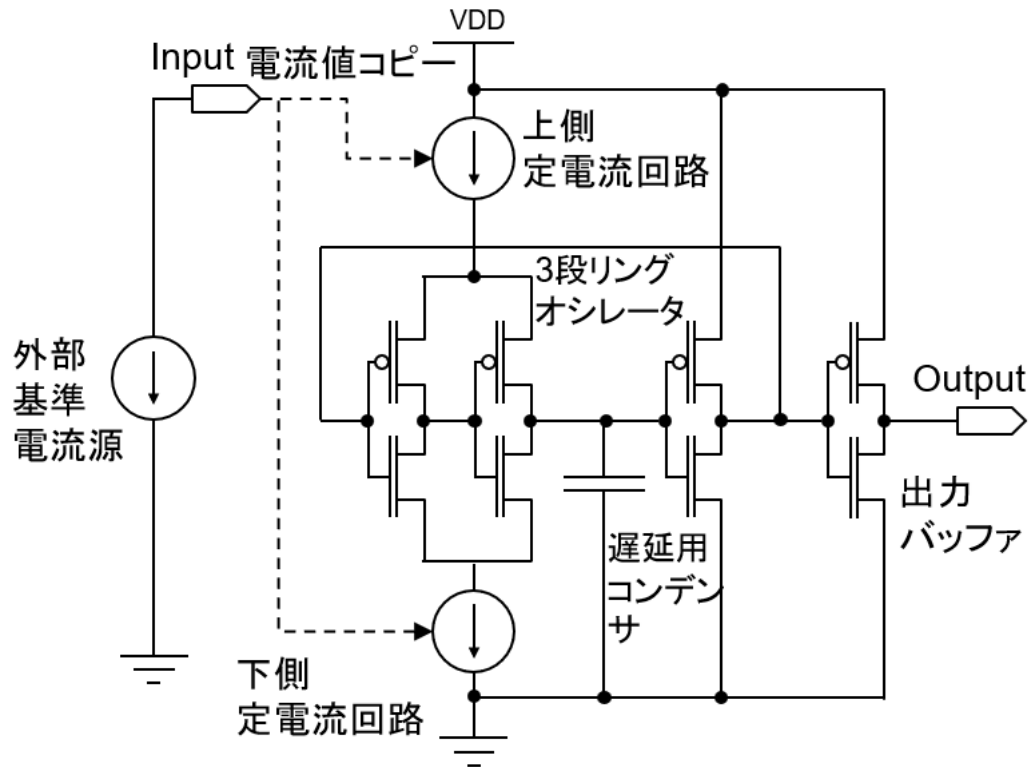 VDD
Input 電流値コピー
上側
定電流回路
3段リング
オシレータ
外部
基準
電流源
Output
出力
バッファ
遅延用
コンデン
サ
下側
定電流回路